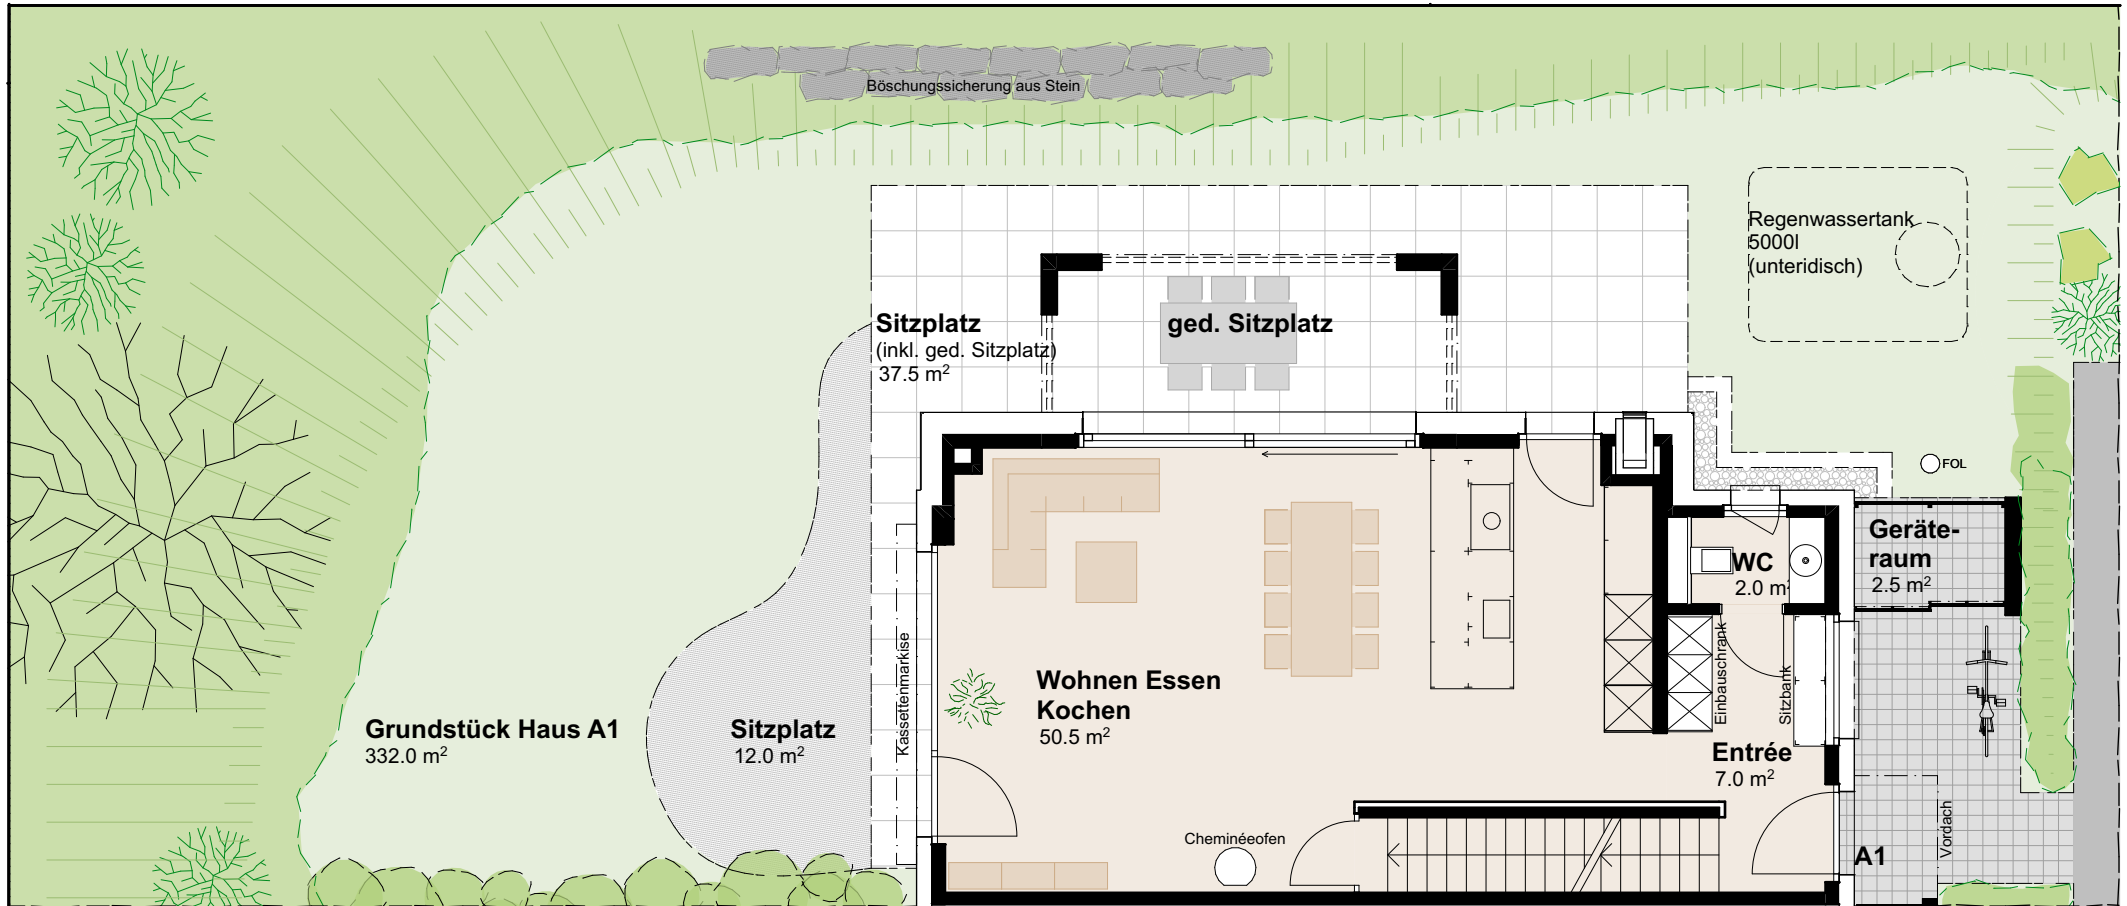 Böschungssicherung aus Stein
Regenwassertank
5000l
(unteridisch)
Sitzplatz
(inkl. ged. Sitzplatz)
37.5 m²
ged. Sitzplatz
FOL
Geräte-
raum
2.5 m²
WC
2.0 m²
Kassettenmarkise
Einbauschrank
Sitzbank
Wohnen Essen
Kochen
50.5 m²
Grundstück Haus A1
332.0 m²
Sitzplatz
12.0 m²
Entrée
7.0 m²
Cheminéeofen
Vordach
A1